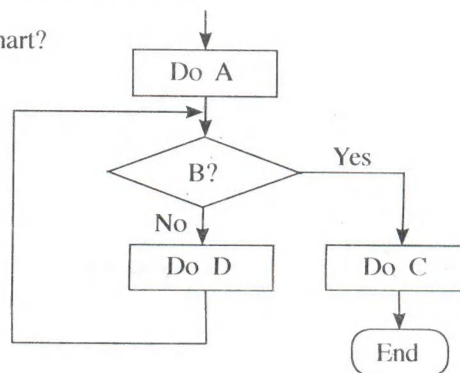 hart?
Do A
B?
Yes
No
Do D
Do C
End